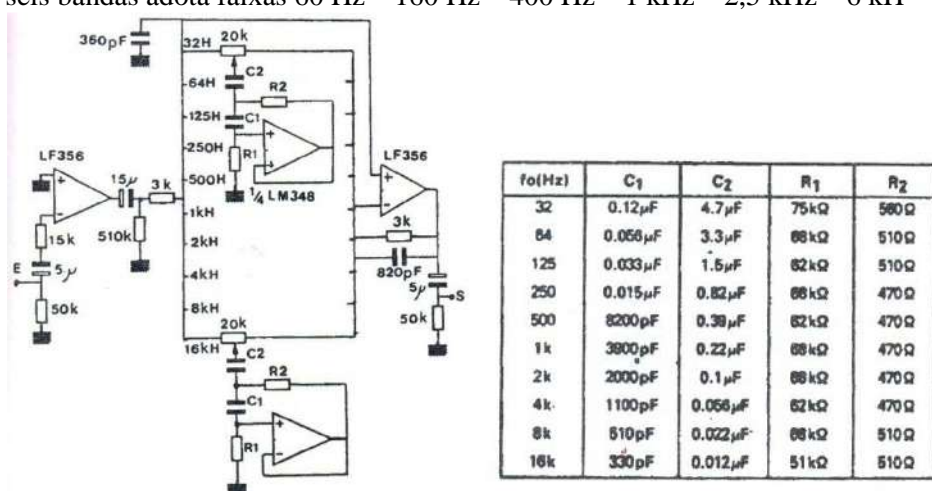 seis bandas adota faixas 60 Hz – 160 Hz – 400 Hz – 1 kHz – 2,5 kHz – 6 kH
360pF
32H
20k
C2
64H
R2
125H
C1
250H
R1
500H
¼ LM348
LF356
15µ
3k
1kH
510k
2kH
15k
4kH
E
5µ
8kH
50k
20k
16kH
C2
R2
C1
R1
LF356
3k
820pF
5µ
S
50k
fo(Hz) C1 C2 R1 R2
32 0.12µF 4.7µF 75kΩ 560Ω
64 0.056µF 3.3µF 68kΩ 510Ω
125 0.033µF 1.5µF 62kΩ 510Ω
250 0.015µF 0.82µF 68kΩ 470Ω
500 8200pF 0.39µF 62kΩ 470Ω
1k 3900pF 0.22µF 68kΩ 470Ω
2k 2000pF 0.1µF 68kΩ 470Ω
4k 1100pF 0.056µF 62kΩ 470Ω
8k 510pF 0.022µF 68kΩ 510Ω
16k 330pF 0.012µF 51kΩ 510Ω